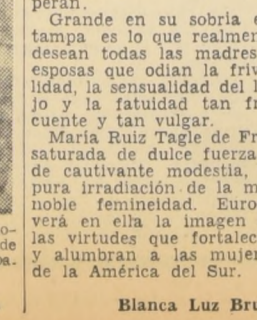 peran.
Grande en su sobria e
tampa es lo que realmen
desean todas las madres
esposas que odian la friv
lidad, la sensualidad del l
jo y la fatuidad tan fr
cuente y tan vulgar.
María Ruiz Tagle de Fr
saturada de dulce fuerza
de cautivante modestia,
pura irradiación de la m
noble femineidad. Euro
verá en ella la imagen
las virtudes que fortalec
y alumbran a las mujer
de la América del Sur.
Blanca Luz Bru
o-
de
a.